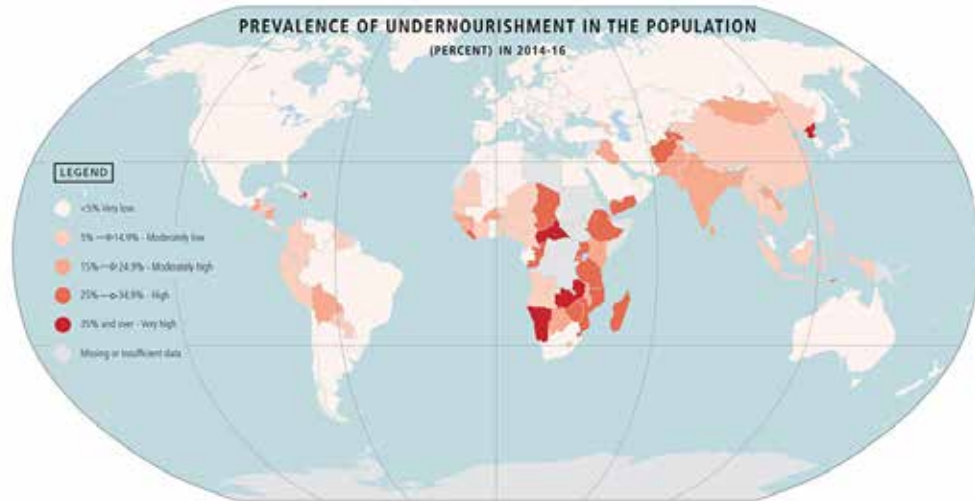 PREVALENCE OF UNDERNOURISHMENT IN THE POPULATION
(PERCENT) IN 2014-16
LEGEND
<5% Very low
5% 14.9% - Moderately low
15% 24.9% - Moderately high
25% 34.9% - High
35% and over - Very high
Missing or insufficient data